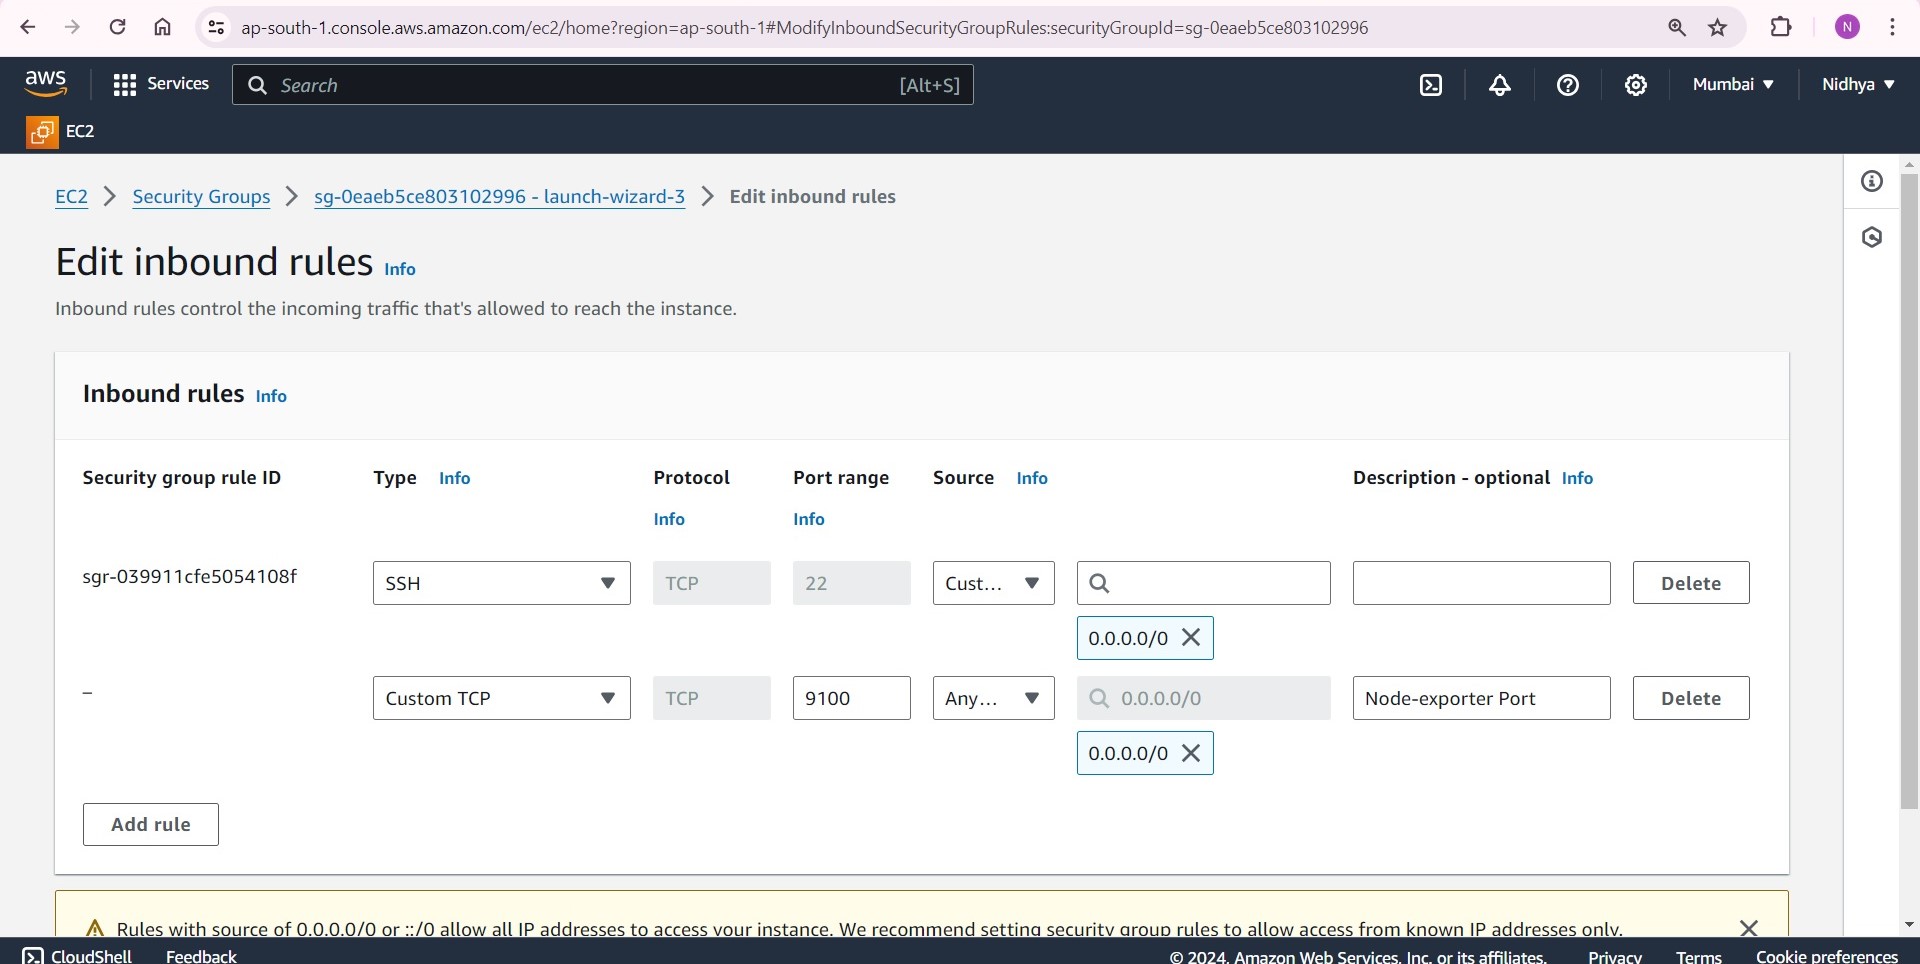 ap-south-1.console.aws.amazon.com/ec2/home?region=ap-south-1#ModifyInboundSecurityGroupRules:securityGroupId=sg-0eaeb5ce803102996
N
aws Services Search [Alt+S] Mumbai Nidhya
EC2
EC2 Security Groups sg-0eaeb5ce803102996 - launch-wizard-3 Edit inbound rules
Edit inbound rules Info
Inbound rules control the incoming traffic that's allowed to reach the instance.
Inbound rules Info
Security group rule ID Type Info Protocol Port range Source Info Description - optional Info
Info Info
sgr-039911cfe5054108f SSH TCP 22 Cust... Delete
0.0.0.0/0
– Custom TCP TCP 9100 Any... 0.0.0.0/0 Node-exporter Port Delete
0.0.0.0/0
Add rule
Rules with source of 0.0.0.0/0 or ::/0 allow all IP addresses to access your instance. We recommend setting security group rules to allow access from known IP addresses only.
CloudShell Feedback © 2024, Amazon Web Services, Inc. or its affiliates. Privacy Terms Cookie preferences